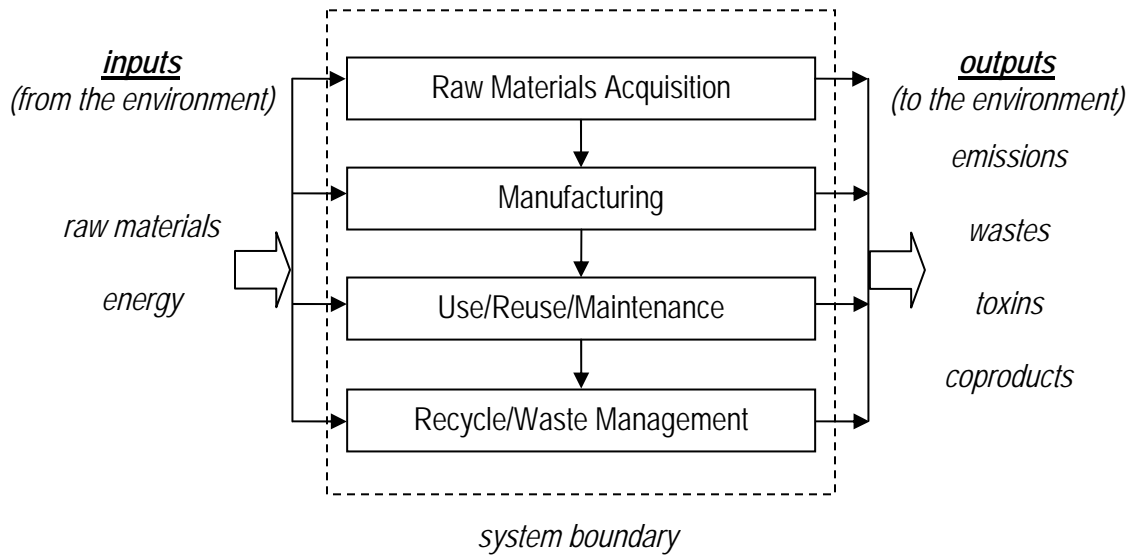 inputs
(from the environment)
raw materials
energy
Raw Materials Acquisition
Manufacturing
Use/Reuse/Maintenance
Recycle/Waste Management
system boundary
outputs
(to the environment)
emissions
wastes
toxins
coproducts